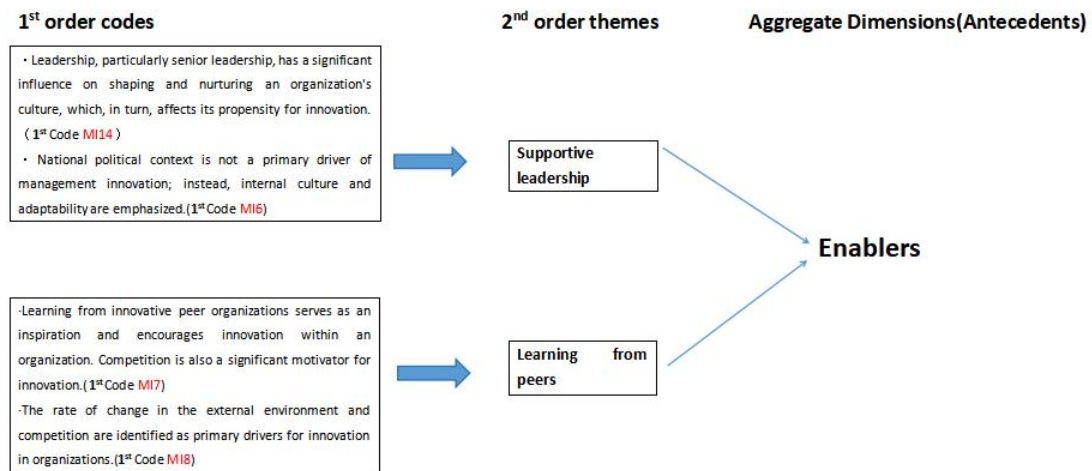 1st order codes
2nd order themes
Aggregate Dimensions(Antecedents)
· Leadership, particularly senior leadership, has a significant
influence on shaping and nurturing an organization's
culture, which, in turn, affects its propensity for innovation.
(1st Code MI14)
· National political context is not a primary driver of
management innovation; instead, internal culture and
adaptability are emphasized.(1st Code MI6)
Supportive
leadership
Enablers
·Learning from innovative peer organizations serves as an
inspiration and encourages innovation within an
organization. Competition is also a significant motivator for
innovation.(1st Code MI7)
·The rate of change in the external environment and
competition are identified as primary drivers for innovation
in organizations.(1st Code MI8)
Learning from
peers